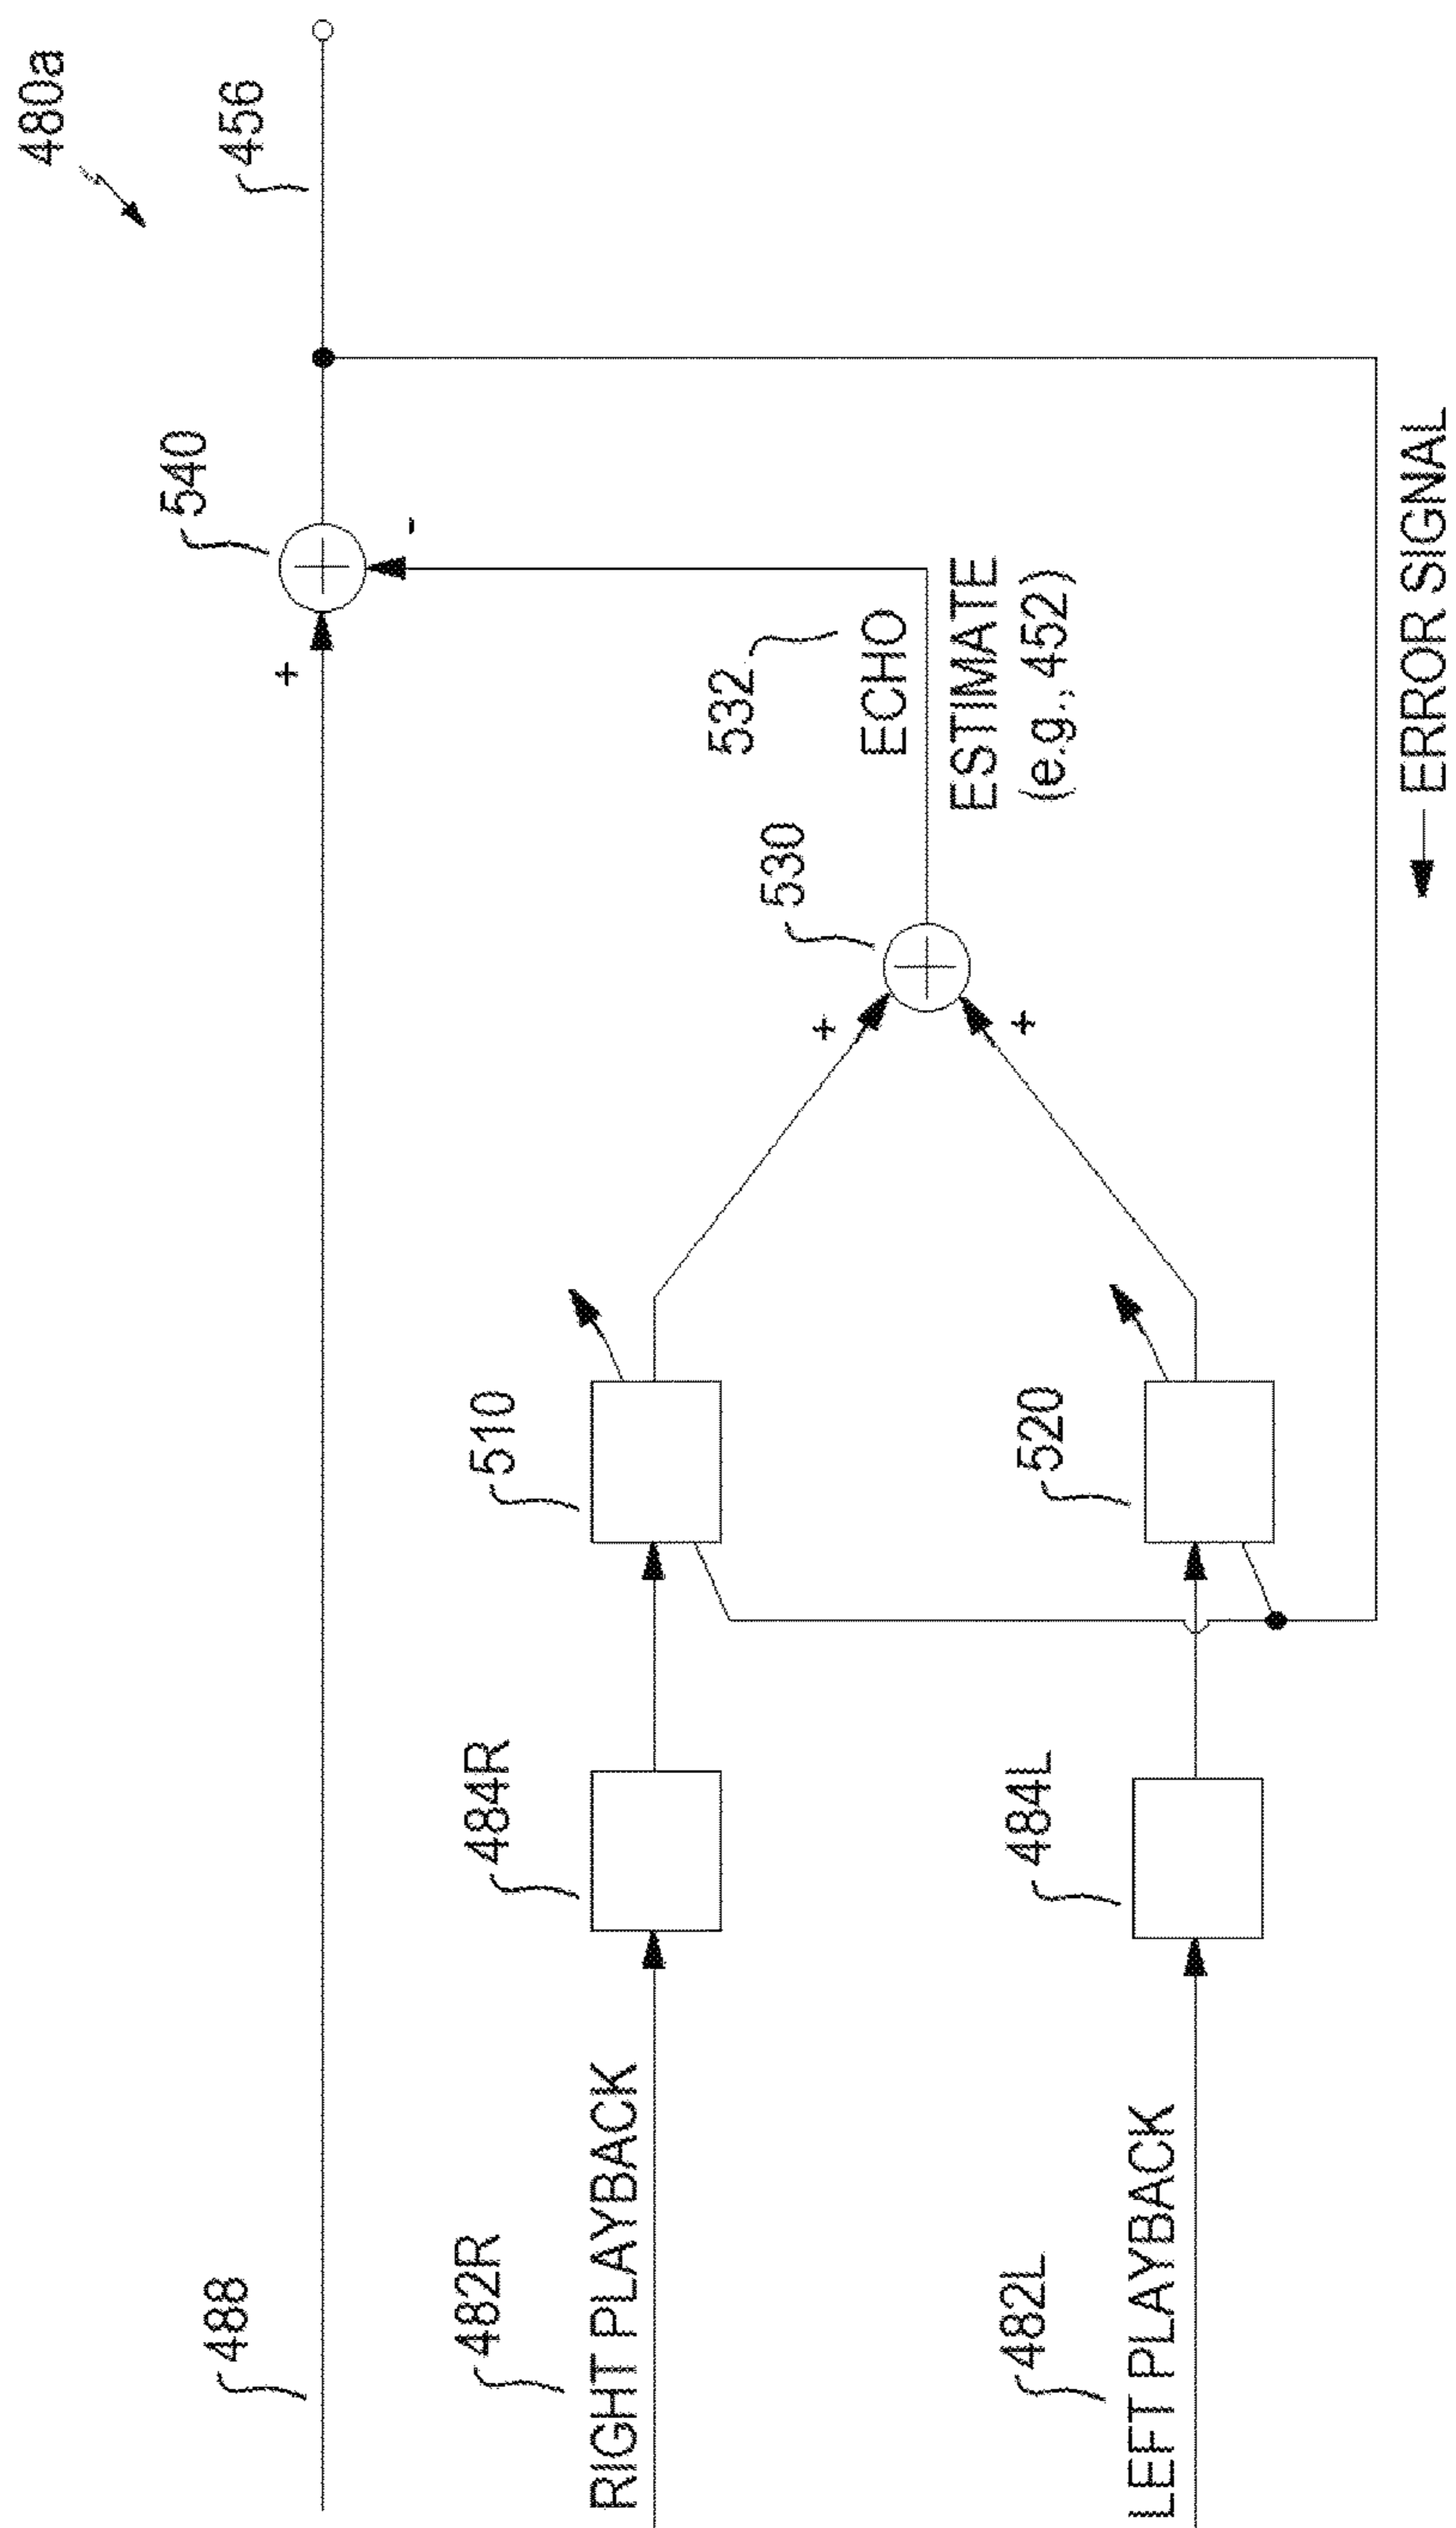 480a
488
540
456
+
-
482R
RIGHT PLAYBACK
484R
510
532
ECHO
ESTIMATE
(e.g., 452)
530
+
+
482L
LEFT PLAYBACK
484L
520
ERROR SIGNAL